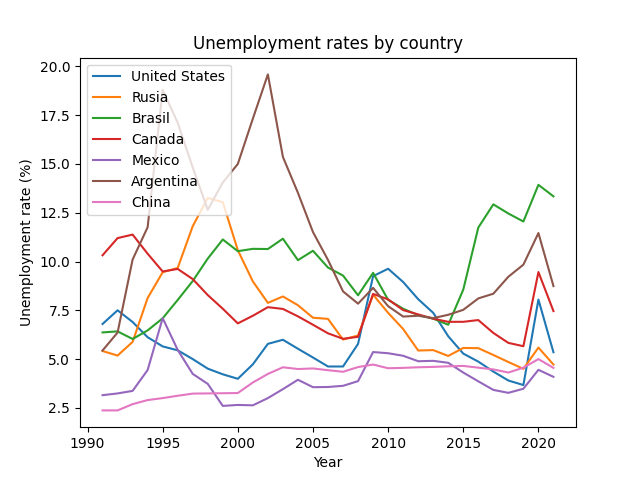 Unemployment rates by country
20.0
17.5
15.0
12.5
10.0
7.5
5.0
2.5
Unemployment rate (%)
United States
Rusia
Brasil
Canada
Mexico
Argentina
China
1990
1995
2000
2005
2010
2015
2020
Year